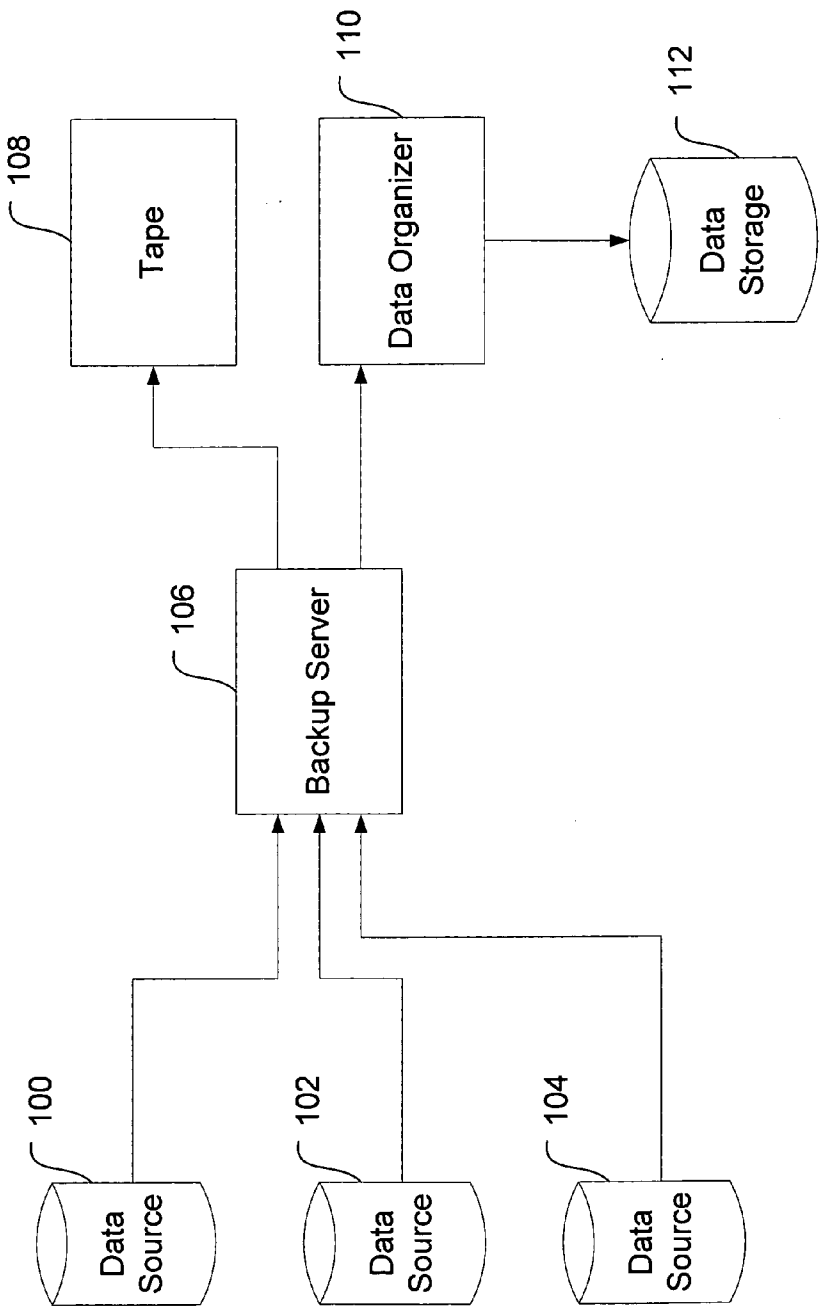 100
Data
Source
102
Data
Source
104
Data
Source
106
Backup Server
108
Tape
110
Data Organizer
112
Data
Storage